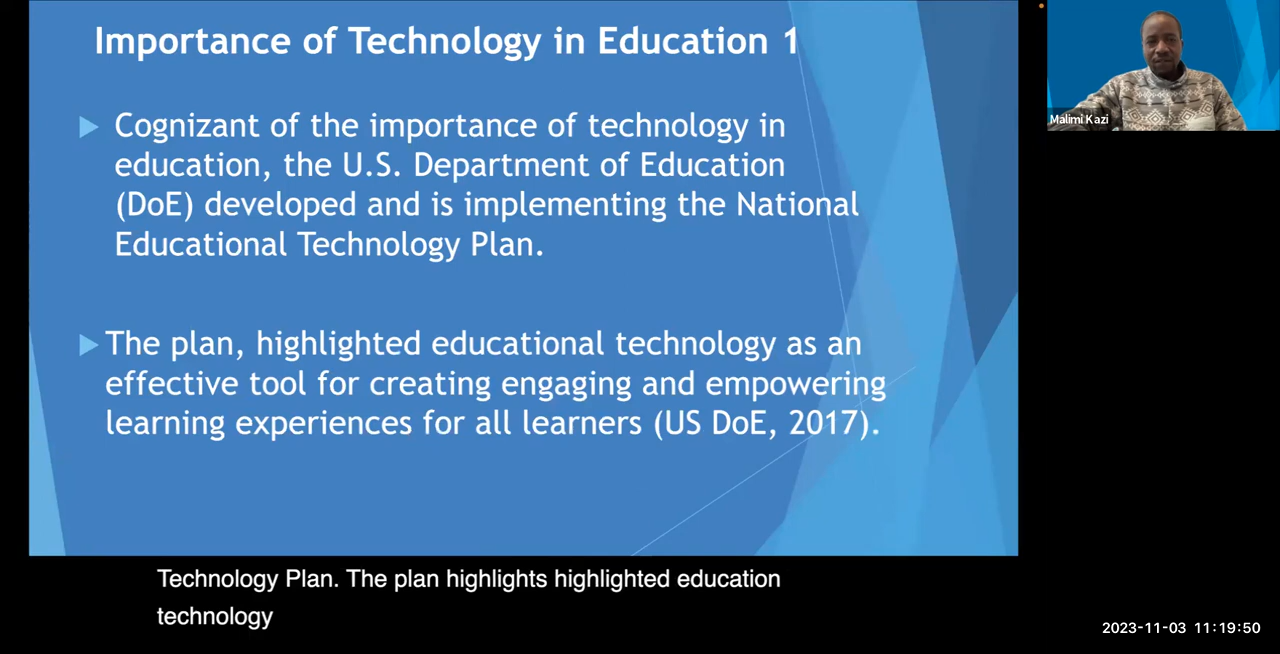 Importance of Technology in Education 1
Cognizant of the importance of technology in
education, the U.S. Department of Education
(DoE) developed and is implementing the National
Educational Technology Plan.
The plan, highlighted educational technology as an
effective tool for creating engaging and empowering
learning experiences for all learners (US DoE, 2017).
Malimi Kazi
Technology Plan. The plan highlights highlighted education
technology
2023-11-03 11:19:50